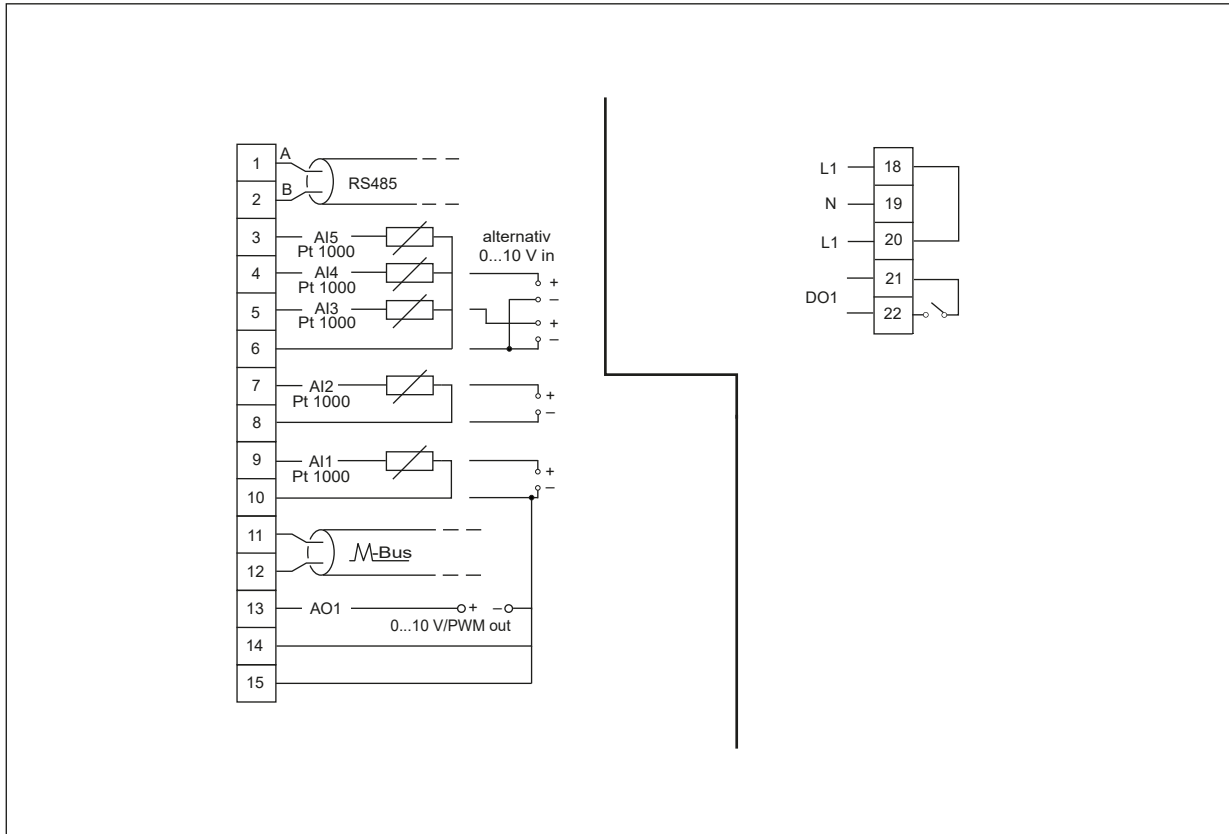 1 A
RS485
2 B
3 AI5
Pt 1000
alternativ
0...10 V in
4 AI4
Pt 1000
+
–
5 AI3
Pt 1000
+
–
6
7 AI2
Pt 1000
+
–
8
9 AI1
Pt 1000
+
–
10
11
M-Bus
12
13 AO1 + –
0...10 V/PWM out
14
15
L1 18
N 19
L1 20
21
DO1
22